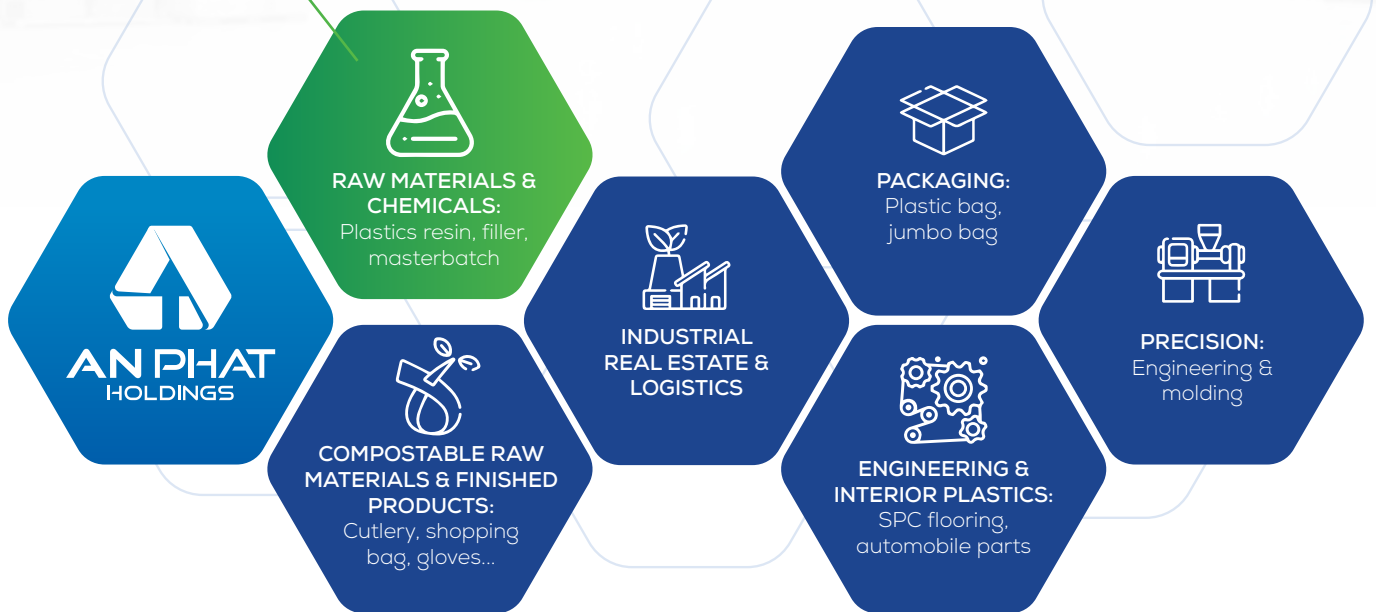 RAW MATERIALS &
CHEMICALS:
Plastics resin, filler,
masterbatch
PACKAGING:
Plastic bag,
jumbo bag
AN PHAT
HOLDINGS
INDUSTRIAL
REAL ESTATE &
LOGISTICS
PRECISION:
Engineering &
molding
COMPOSTABLE RAW
MATERIALS & FINISHED
PRODUCTS:
Cutlery, shopping
bag, gloves...
ENGINEERING &
INTERIOR PLASTICS:
SPC flooring,
automobile parts